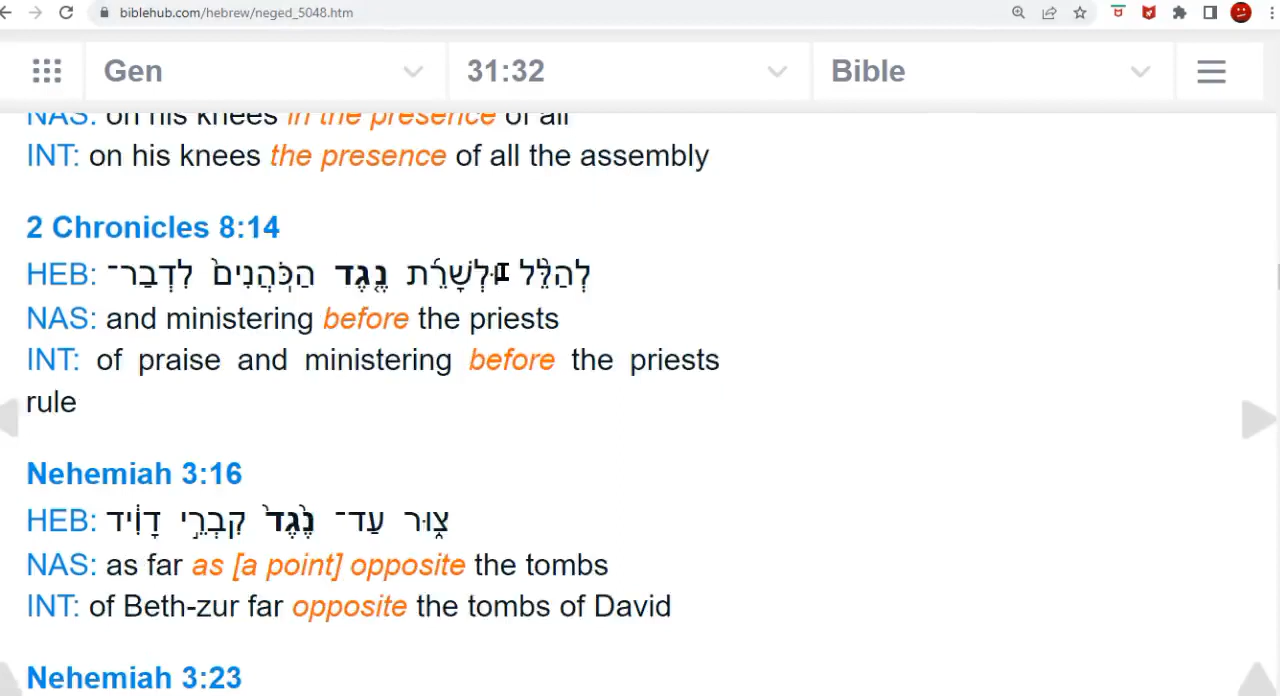 biblehub.com/hebrew/neged_5048.htm
Gen 31:32 Bible
NAS: on his knees in the presence of all
INT: on his knees the presence of all the assembly
2 Chronicles 8:14
HEB: לְהַלֵּ֨ל וּלְשָׁרֵ֜ת נֶ֤גֶד הַכֹּֽהֲנִים֙ לִדְבַר־
NAS: and ministering before the priests
INT: of praise and ministering before the priests
rule
Nehemiah 3:16
HEB: צ֑וּר עַד־ נֶ֙גֶד֙ קִבְרֵ֣י דָוִ֔יד
NAS: as far as [a point] opposite the tombs
INT: of Beth-zur far opposite the tombs of David
Nehemiah 3:23